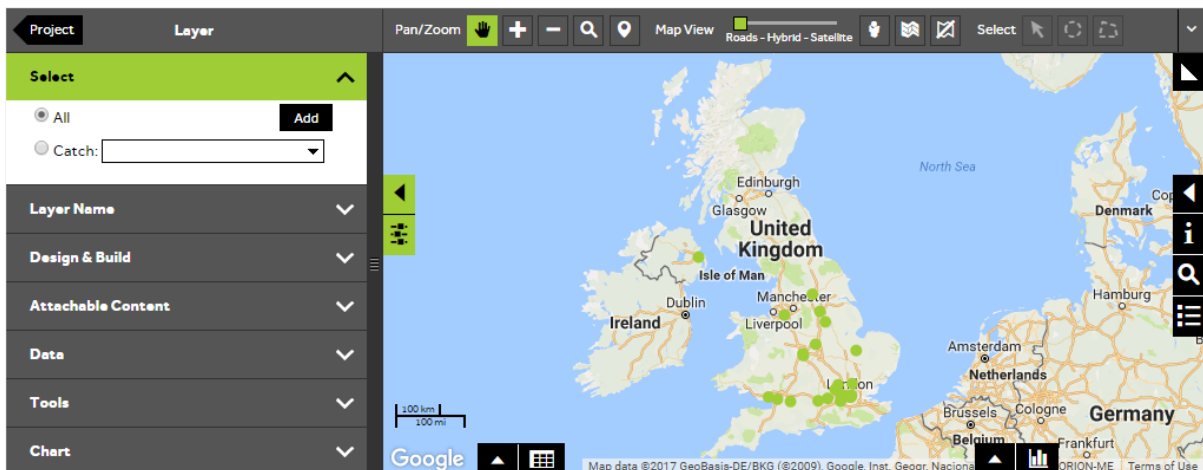 Project
Layer
Pan/Zoom
Map View
Roads - Hybrid - Satellite
Select
Select
All
Add
Catch:
Layer Name
Design & Build
Attachable Content
Data
Tools
Chart
North Sea
Edinburgh
Glasgow
United
Kingdom
Isle of Man
Dublin
Ireland
Manchester
Liverpool
London
Denmark
Hamburg
Amsterdam
Netherlands
Brussels
Cologne
Belgium
Germany
Frankfurt
100 km
100 mi
Google
Map data ©2017 GeoBasis-DE/BKG (©2009), Google, Inst. Geogr. Naciona
ORION-ME
Terms of Us